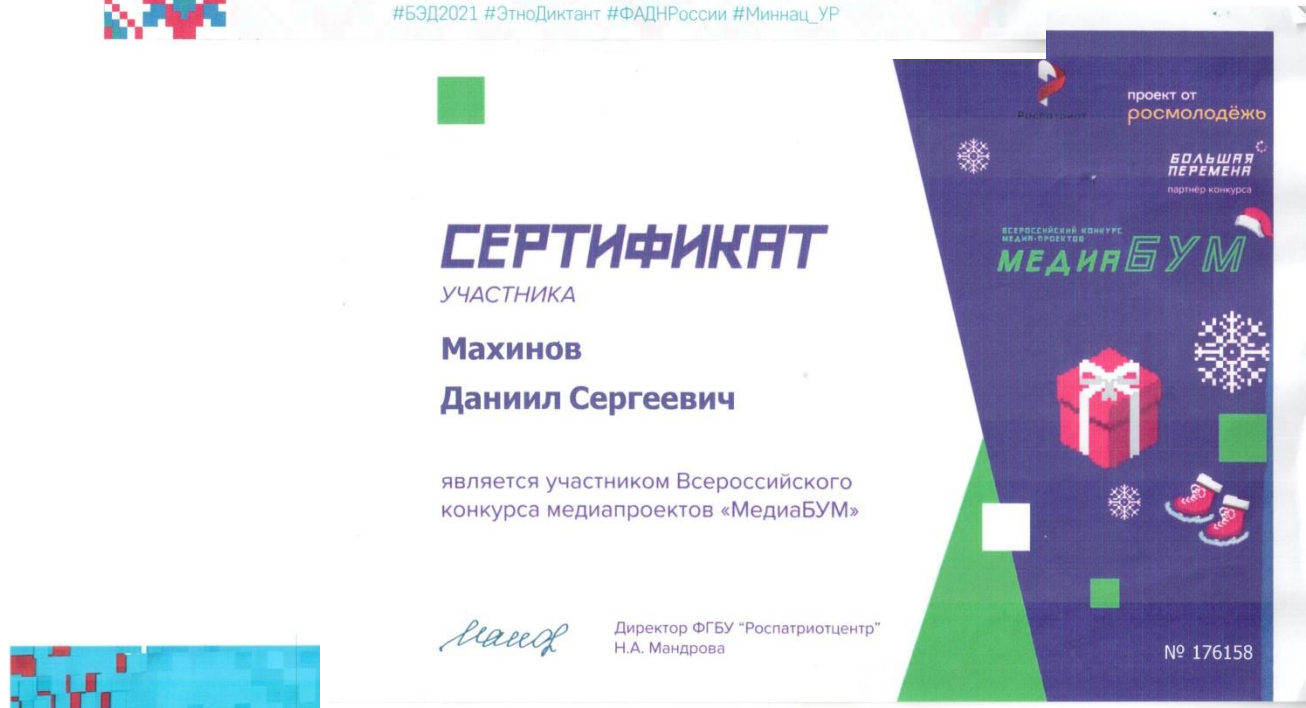 #БЭД2021 #ЭтноДиктант #ФАДНРоссии #Миннац_УР
Роспатриот
проект от
росмолодёжь
БОЛЬШАЯ
ПЕРЕМЕНА
партнёр конкурса
ВСЕРОССИЙСКИЙ КОНКУРС
МЕДИА-ПРОЕКТОВ
МЕДИАБУМ
СЕРТИФИКАТ
УЧАСТНИКА
Махинов
Даниил Сергеевич
является участником Всероссийского
конкурса медиапроектов «МедиаБУМ»
Директор ФГБУ "Роспатриотцентр"
Н.А. Мандрова
№ 176158